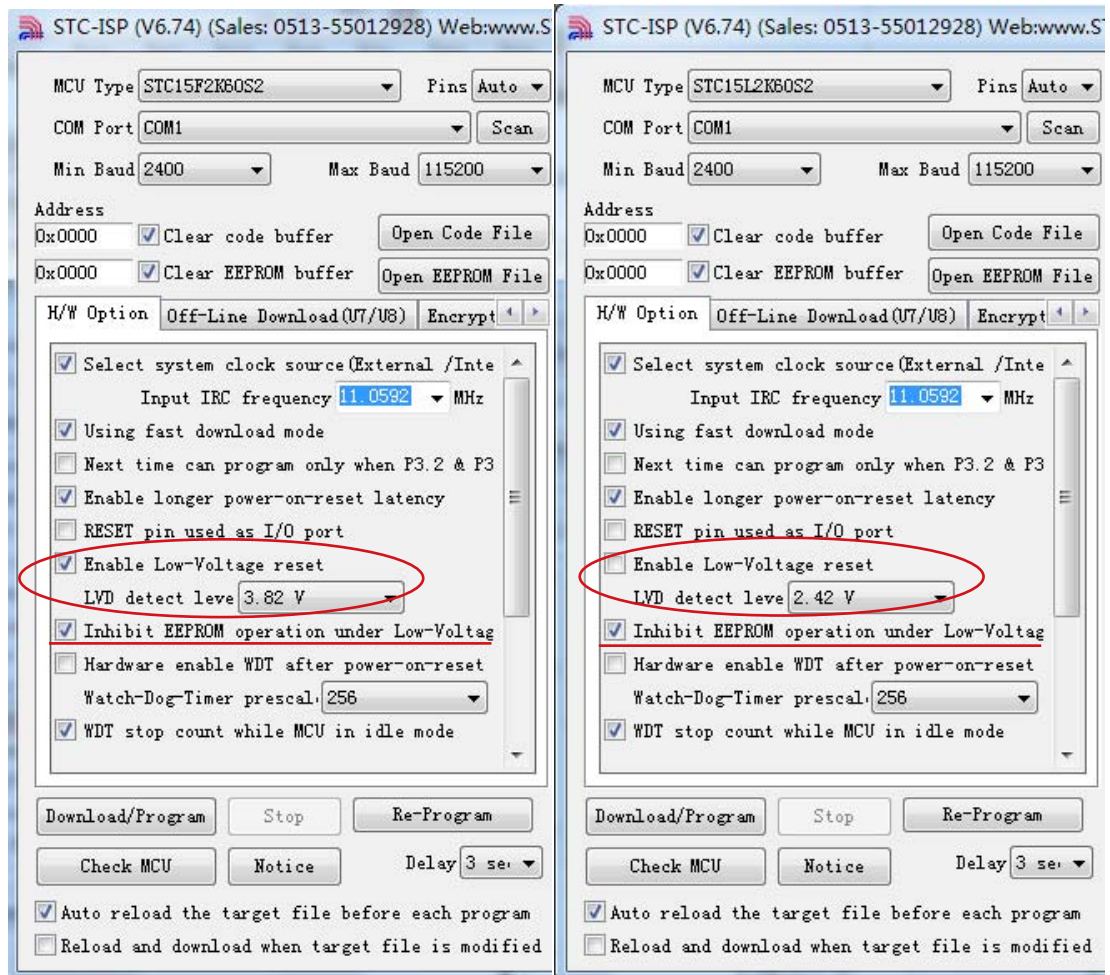 STC-ISP (V6.74) (Sales: 0513-55012928) Web:www.S
MCU Type STC15F2K60S2 Pins Auto
COM Port COM1 Scan
Min Baud 2400 Max Baud 115200
Address
0x0000 Clear code buffer Open Code File
0x0000 Clear EEPROM buffer Open EEPROM File
H/W Option Off-Line Download(U7/U8) Encrypt
Select system clock source(External /Inte
Input IRC frequency 11.0592 MHz
Using fast download mode
Next time can program only when P3.2 & P3
Enable longer power-on-reset latency
RESET pin used as I/O port
Enable Low-Voltage reset
LVD detect leve 3.82 V
Inhibit EEPROM operation under Low-Voltag
Hardware enable WDT after power-on-reset
Watch-Dog-Timer prescal 256
WDT stop count while MCU in idle mode
Download/Program Stop Re-Program
Check MCU Notice Delay 3 se
Auto reload the target file before each program
Reload and download when target file is modified
STC-ISP (V6.74) (Sales: 0513-55012928) Web:www.S
MCU Type STC15L2K60S2 Pins Auto
COM Port COM1 Scan
Min Baud 2400 Max Baud 115200
Address
0x0000 Clear code buffer Open Code File
0x0000 Clear EEPROM buffer Open EEPROM File
H/W Option Off-Line Download(U7/U8) Encrypt
Select system clock source(External /Inte
Input IRC frequency 11.0592 MHz
Using fast download mode
Next time can program only when P3.2 & P3
Enable longer power-on-reset latency
RESET pin used as I/O port
Enable Low-Voltage reset
LVD detect leve 2.42 V
Inhibit EEPROM operation under Low-Voltag
Hardware enable WDT after power-on-reset
Watch-Dog-Timer prescal 256
WDT stop count while MCU in idle mode
Download/Program Stop Re-Program
Check MCU Notice Delay 3 se
Auto reload the target file before each program
Reload and download when target file is modified